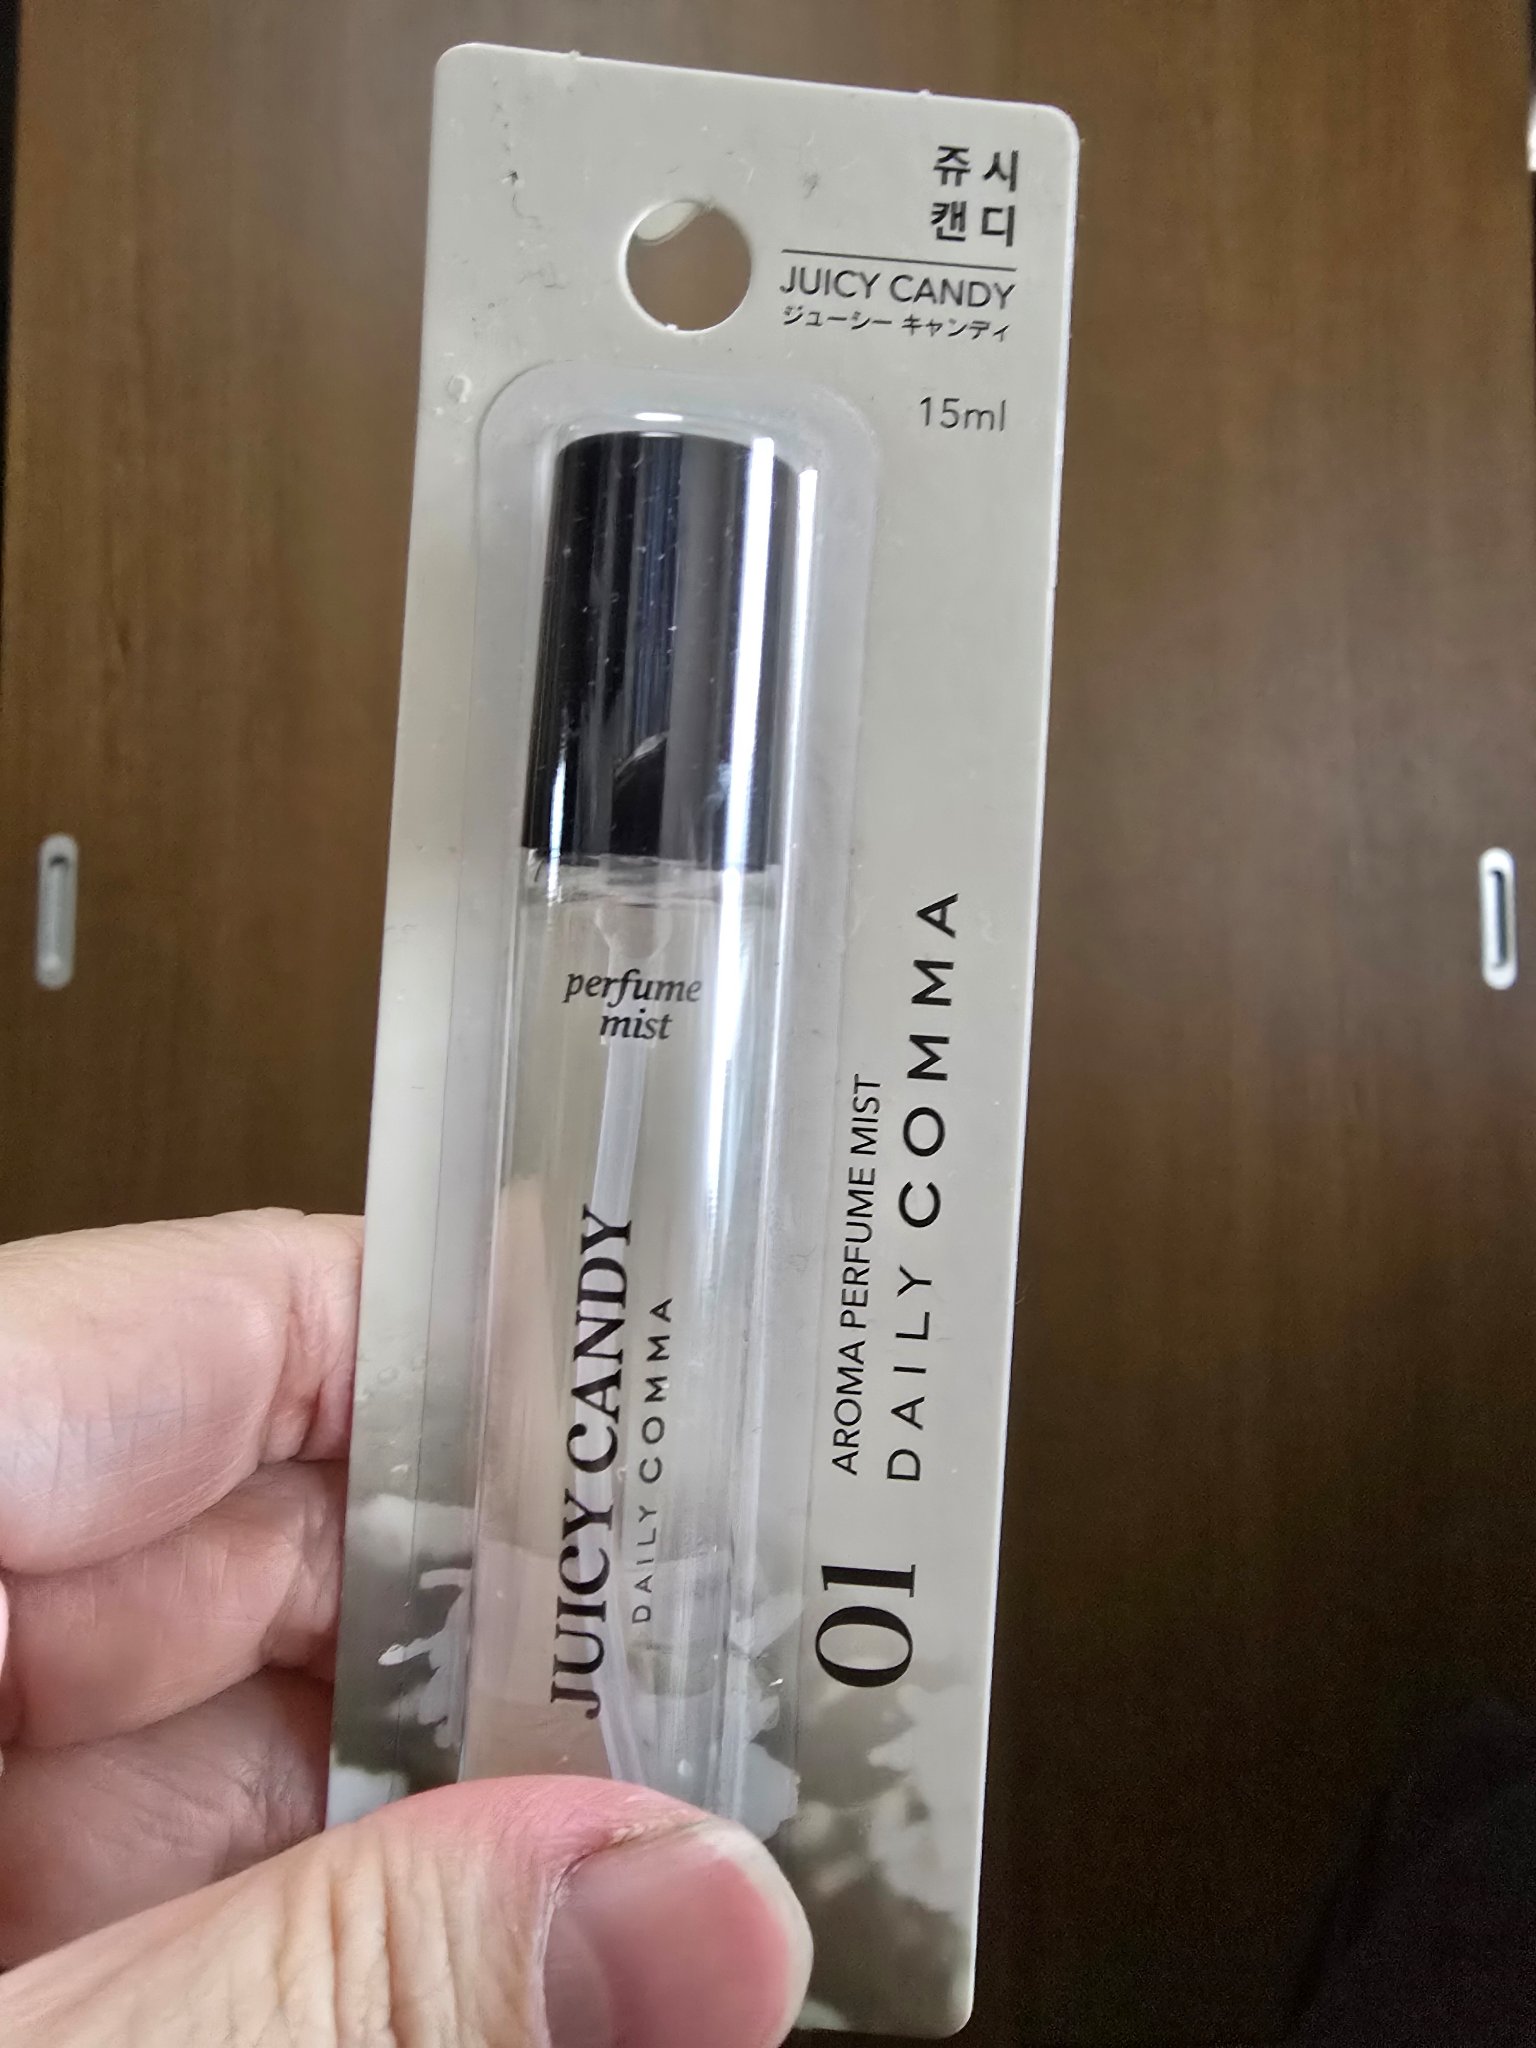 쥬시
캔디
JUICY CANDY
ジューシー キャンディ
15ml
perfume
mist
JUICY CANDY
DAILY COMMA
AROMA PERFUME MIST
DAILY COMMA
01